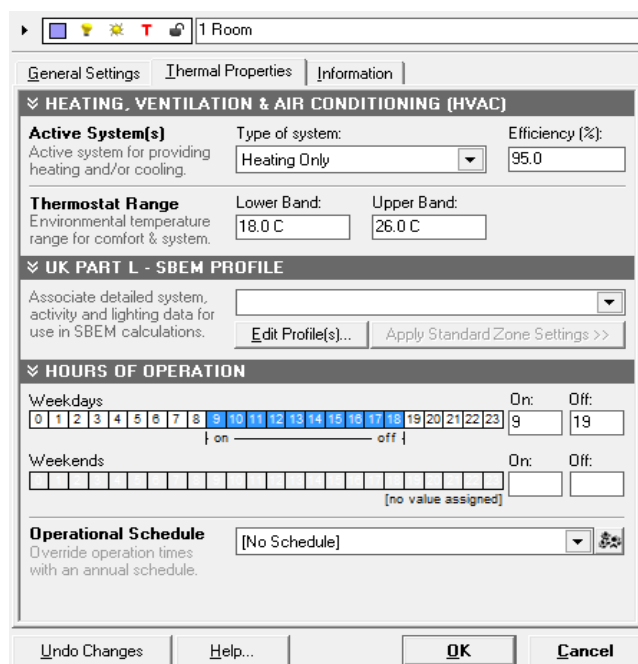 T 1 Room
General Settings Thermal Properties Information
HEATING, VENTILATION & AIR CONDITIONING (HVAC)
Active System(s) Type of system: Efficiency (%):
Active system for providing
heating and/or cooling. Heating Only 95.0
Thermostat Range Lower Band: Upper Band:
Environmental temperature
range for comfort & system. 18.0 C 26.0 C
UK PART L - SBEM PROFILE
Associate detailed system,
activity and lighting data for
use in SBEM calculations. Edit Profile(s)... Apply Standard Zone Settings >>
HOURS OF OPERATION
Weekdays On: Off:
0 1 2 3 4 5 6 7 8 9 10 11 12 13 14 15 16 17 18 19 20 21 22 23 9 19
on off
Weekends On: Off:
[no value assigned]
Operational Schedule
Override operation times
with an annual schedule. [No Schedule]
Undo Changes Help... OK Cancel